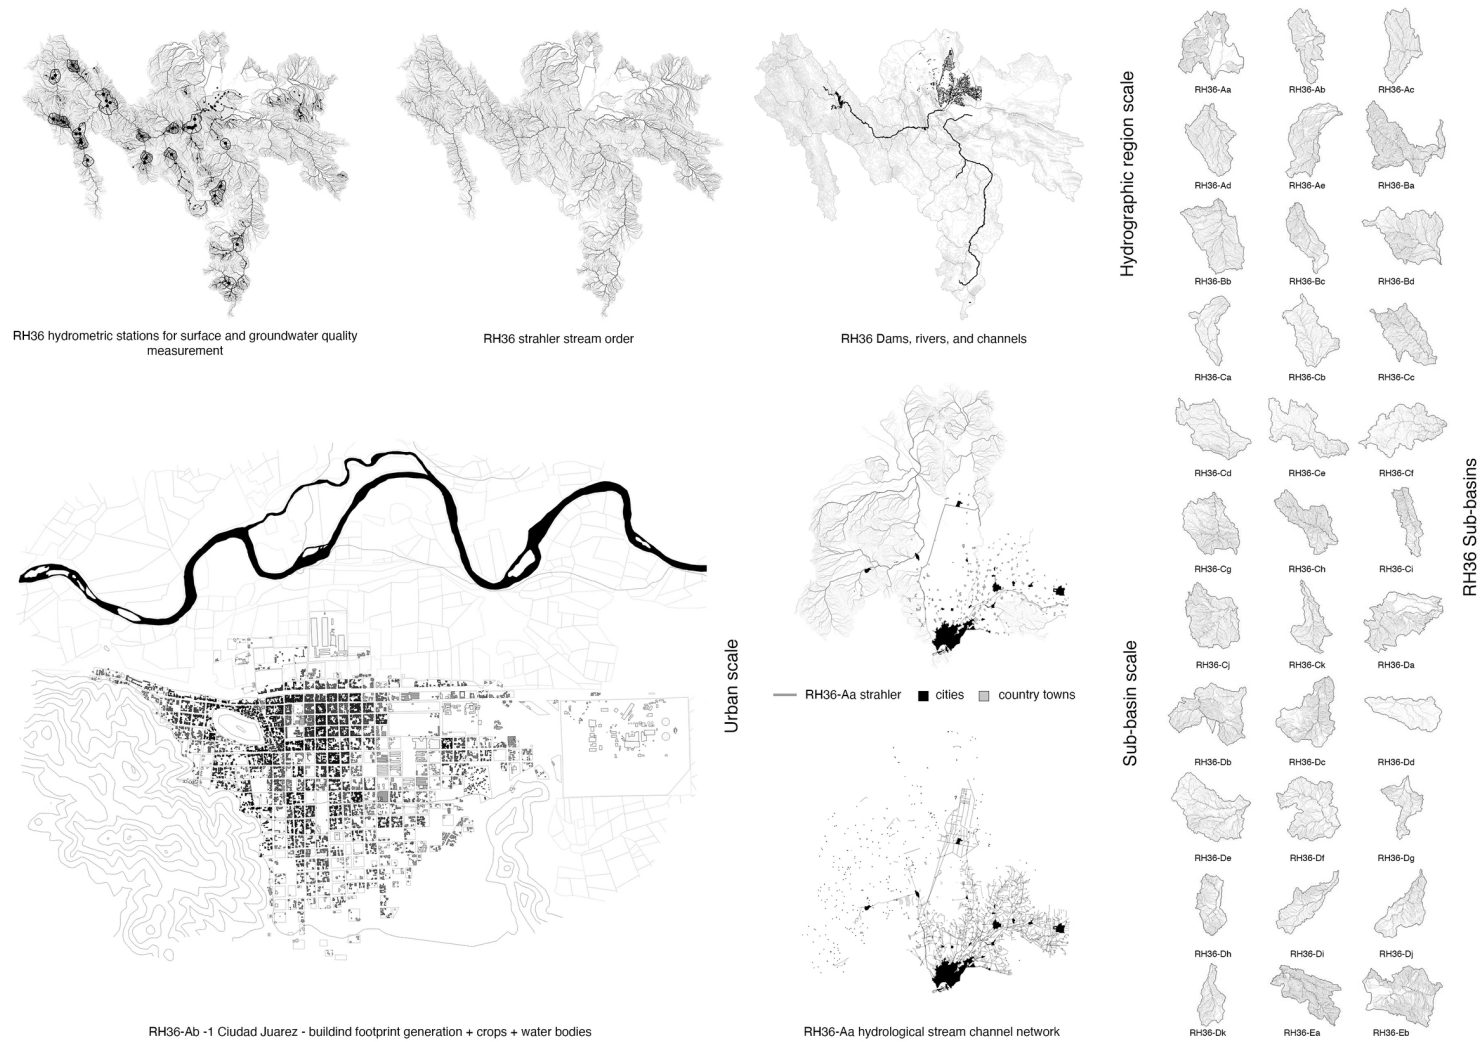 RH36 hydrometric stations for surface and groundwater quality
measurement
RH36 strahler stream order
RH36 Dams, rivers, and channels
Hydrographic region scale
Urban scale
RH36-Ab -1 Ciudad Juarez - buildind footprint generation + crops + water bodies
RH36-Aa strahler
cities
country towns
Sub-basin scale
RH36-Aa hydrological stream channel network
RH36-Aa
RH36-Ab
RH36-Ac
RH36-Ad
RH36-Ae
RH36-Ba
RH36-Bb
RH36-Bc
RH36-Bd
RH36-Ca
RH36-Cb
RH36-Cc
RH36-Cd
RH36-Ce
RH36-Cf
RH36-Cg
RH36-Ch
RH36-Ci
RH36-Cj
RH36-Ck
RH36-Da
RH36-Db
RH36-Dc
RH36-Dd
RH36-De
RH36-Df
RH36-Dg
RH36-Dh
RH36-Di
RH36-Dj
RH36-Dk
RH36-Ea
RH36-Eb
RH36 Sub-basins